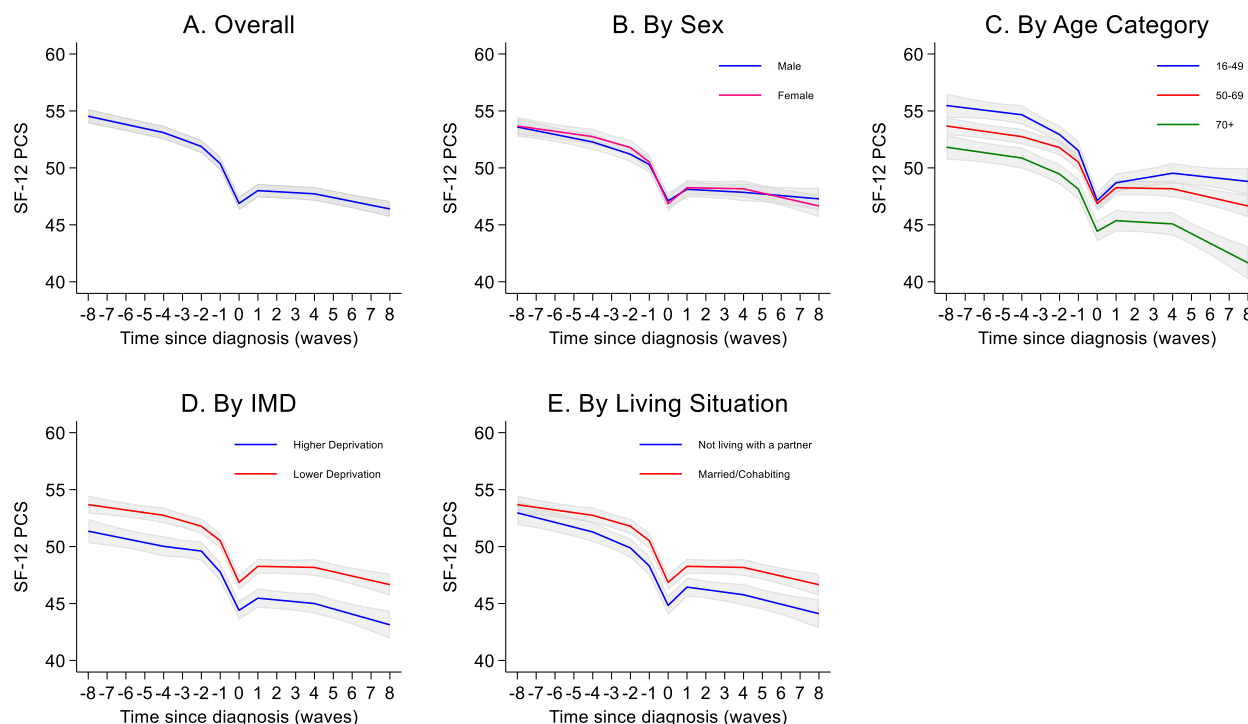 A. Overall
60
55
50
45
40
SF-12 PCS
-8 -7 -6 -5 -4 -3 -2 -1 0 1 2 3 4 5 6 7 8
Time since diagnosis (waves)
B. By Sex
Male
Female
60
55
50
45
40
SF-12 PCS
-8 -7 -6 -5 -4 -3 -2 -1 0 1 2 3 4 5 6 7 8
Time since diagnosis (waves)
C. By Age Category
16-49
50-69
70+
60
55
50
45
40
SF-12 PCS
-8 -7 -6 -5 -4 -3 -2 -1 0 1 2 3 4 5 6 7 8
Time since diagnosis (waves)
D. By IMD
Higher Deprivation
Lower Deprivation
60
55
50
45
40
SF-12 PCS
-8 -7 -6 -5 -4 -3 -2 -1 0 1 2 3 4 5 6 7 8
Time since diagnosis (waves)
E. By Living Situation
Not living with a partner
Married/Cohabiting
60
55
50
45
40
SF-12 PCS
-8 -7 -6 -5 -4 -3 -2 -1 0 1 2 3 4 5 6 7 8
Time since diagnosis (waves)